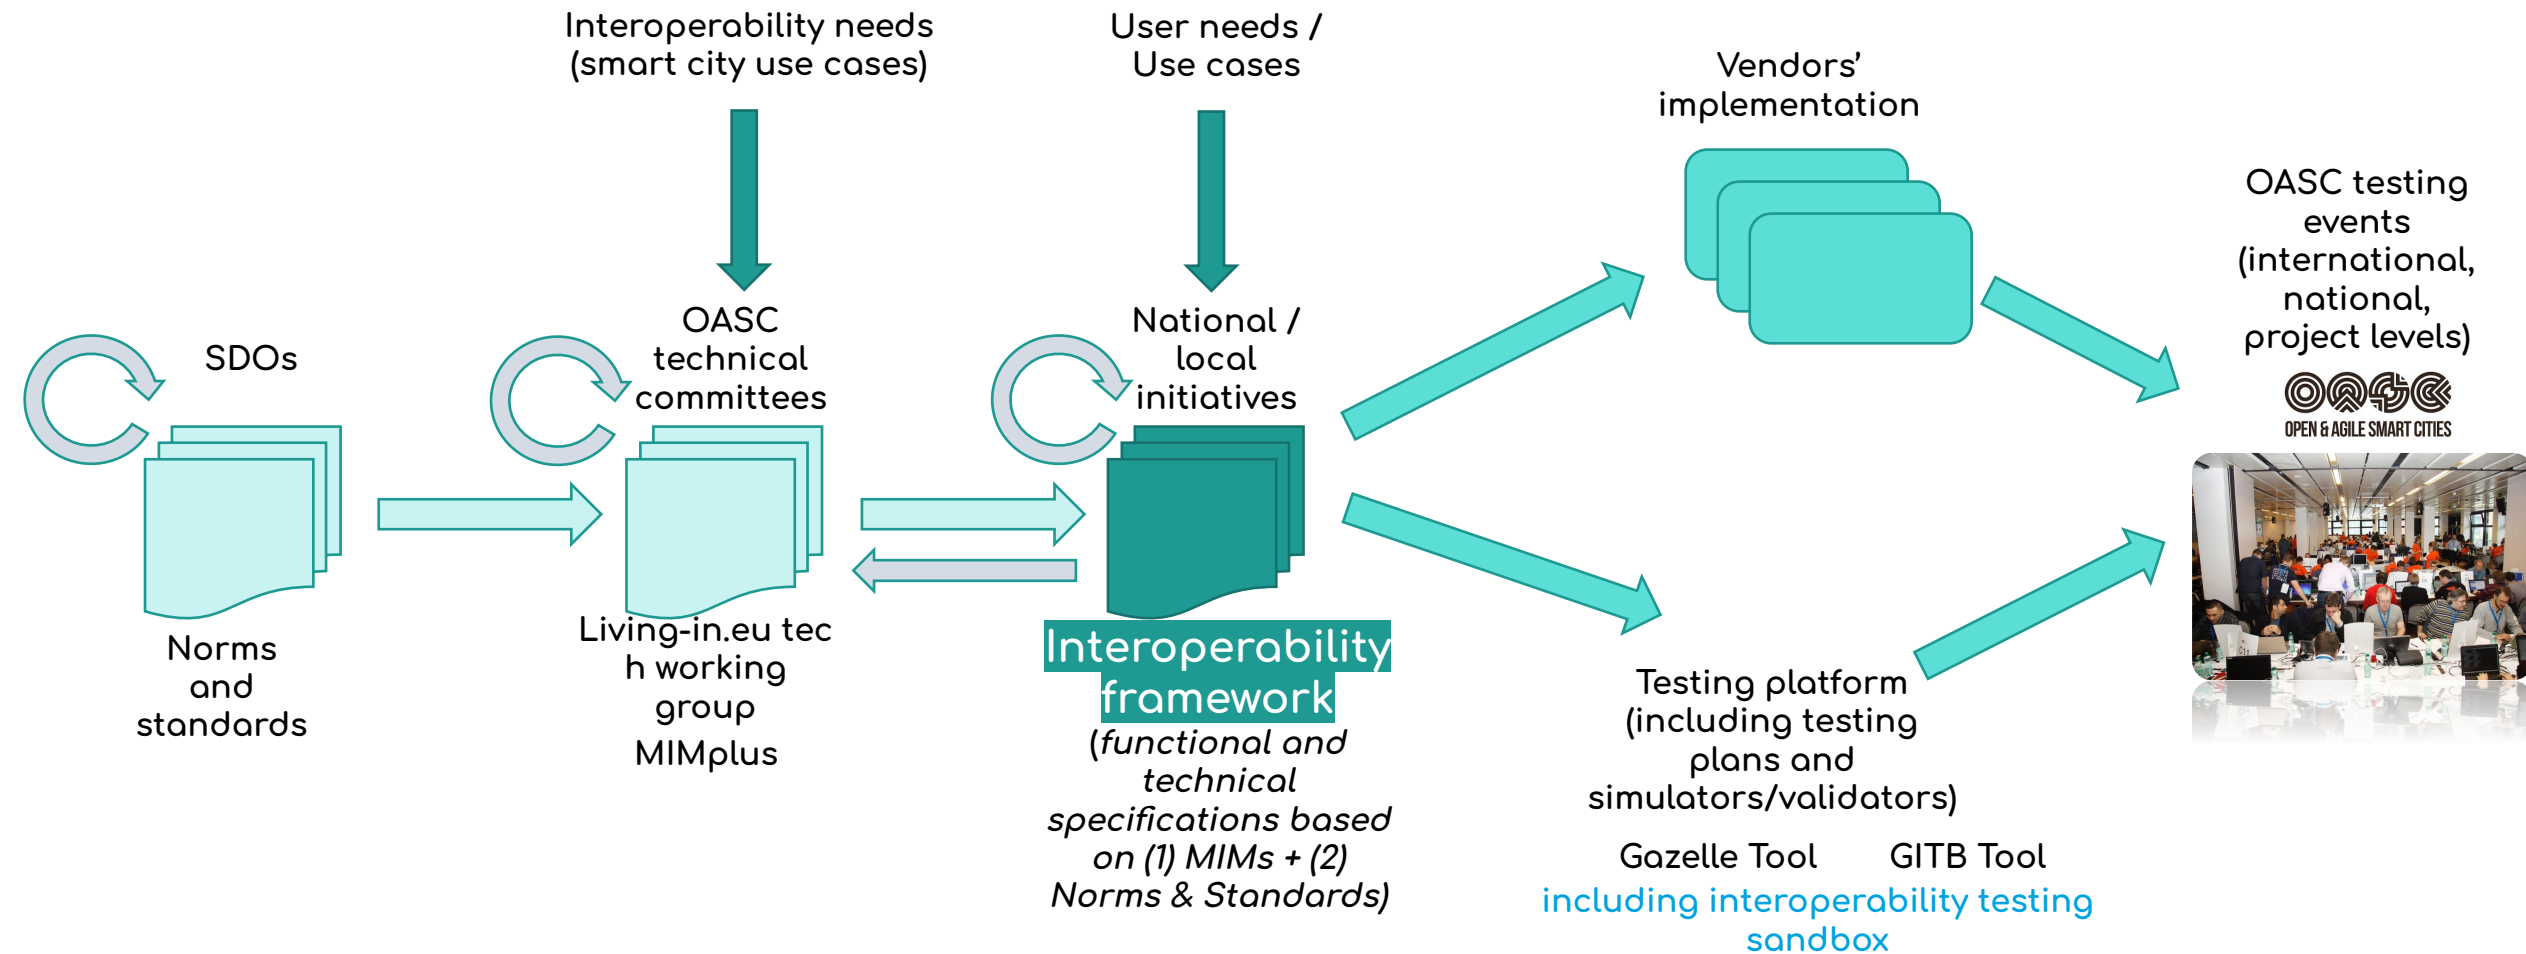 Interoperability needs
(smart city use cases)
User needs /
Use cases
Vendors’
implementation
OASC testing
events
(international,
national,
project levels)
OPEN & AGILE SMART CITIES
SDOs
Norms
and
standards
OASC
technical
committees
Living-in.eu tec
h working
group
MIMplus
National /
local
initiatives
Interoperability
framework
(functional and
technical
specifications based
on (1) MIMs + (2)
Norms & Standards)
Testing platform
(including testing
plans and
simulators/validators)
Gazelle Tool
GITB Tool
including interoperability testing
sandbox